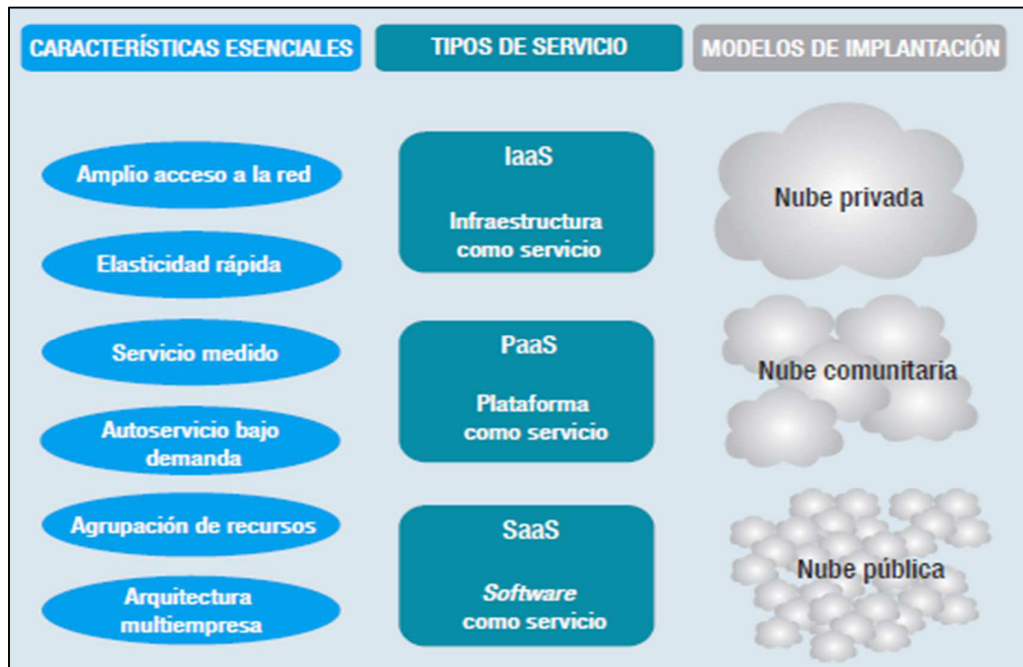 CARACTERÍSTICAS ESENCIALES
Amplio acceso a la red
Elasticidad rápida
Servicio medido
Autoservicio bajo
demanda
Agrupación de recursos
Arquitectura
multiempresa
TIPOS DE SERVICIO
IaaS
Infraestructura
como servicio
PaaS
Plataforma
como servicio
SaaS
Software
como servicio
MODELOS DE IMPLANTACIÓN
Nube privada
Nube comunitaria
Nube pública